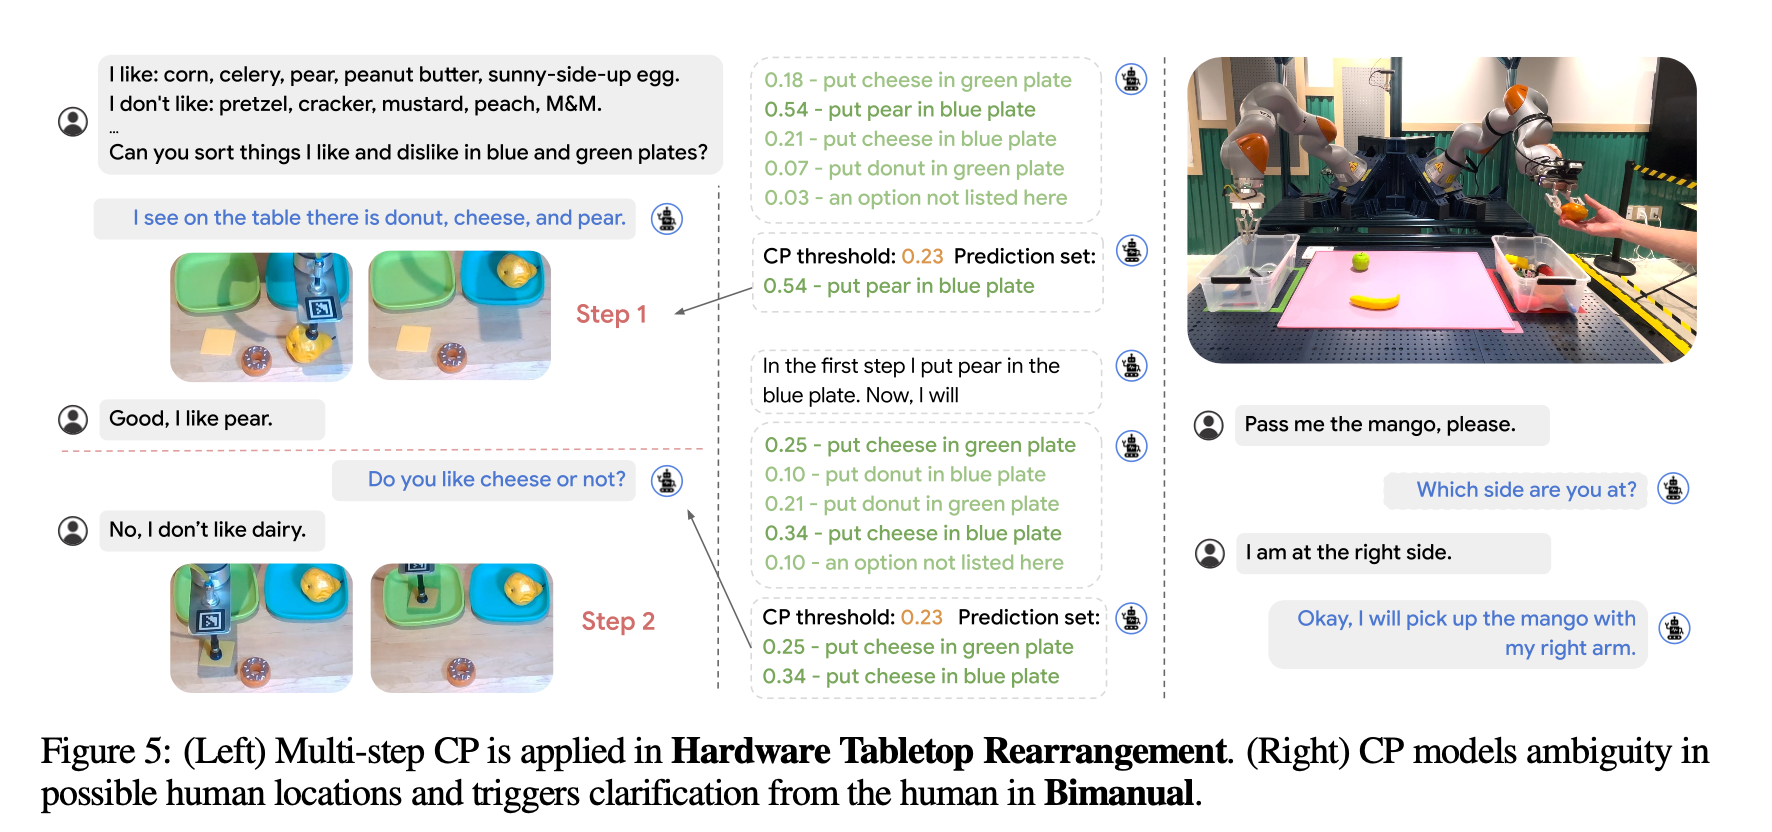 I like: corn, celery, pear, peanut butter, sunny-side-up egg.
I don't like: pretzel, cracker, mustard, peach, M&M.
...
Can you sort things I like and dislike in blue and green plates?
I see on the table there is donut, cheese, and pear.
Step 1
Good, I like pear.
Do you like cheese or not?
No, I don't like dairy.
Step 2
0.18 - put cheese in green plate
0.54 - put pear in blue plate
0.21 - put cheese in blue plate
0.07 - put donut in green plate
0.03 - an option not listed here
CP threshold: 0.23 Prediction set:
0.54 - put pear in blue plate
In the first step I put pear in the
blue plate. Now, I will
0.25 - put cheese in green plate
0.10 - put donut in blue plate
0.21 - put donut in green plate
0.34 - put cheese in blue plate
0.10 - an option not listed here
CP threshold: 0.23 Prediction set:
0.25 - put cheese in green plate
0.34 - put cheese in blue plate
Pass me the mango, please.
Which side are you at?
I am at the right side.
Okay, I will pick up the mango with
my right arm.
Figure 5: (Left) Multi-step CP is applied in Hardware Tabletop Rearrangement. (Right) CP models ambiguity in
possible human locations and triggers clarification from the human in Bimanual.